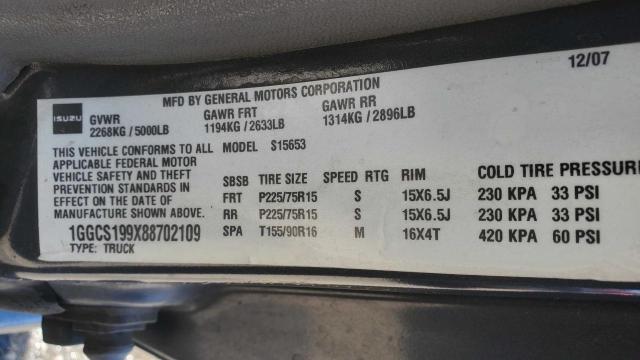 12/07
MFD BY GENERAL MOTORS CORPORATION
ISUZU GVWR GAWR FRT GAWR RR
2268KG / 5000LB 1194KG / 2633LB 1314KG / 2896LB
THIS VEHICLE CONFORMS TO ALL MODEL S15653
APPLICABLE FEDERAL MOTOR
VEHICLE SAFETY AND THEFT
PREVENTION STANDARDS IN
EFFECT ON THE DATE OF
MANUFACTURE SHOWN ABOVE.
SBSB TIRE SIZE SPEED RTG RIM COLD TIRE PRESSURE
FRT P225/75R15 S 15X6.5J 230 KPA 33 PSI
RR P225/75R15 S 15X6.5J 230 KPA 33 PSI
SPA T155/90R16 M 16X4T 420 KPA 60 PSI
1GGCS199X88702109
TYPE: TRUCK